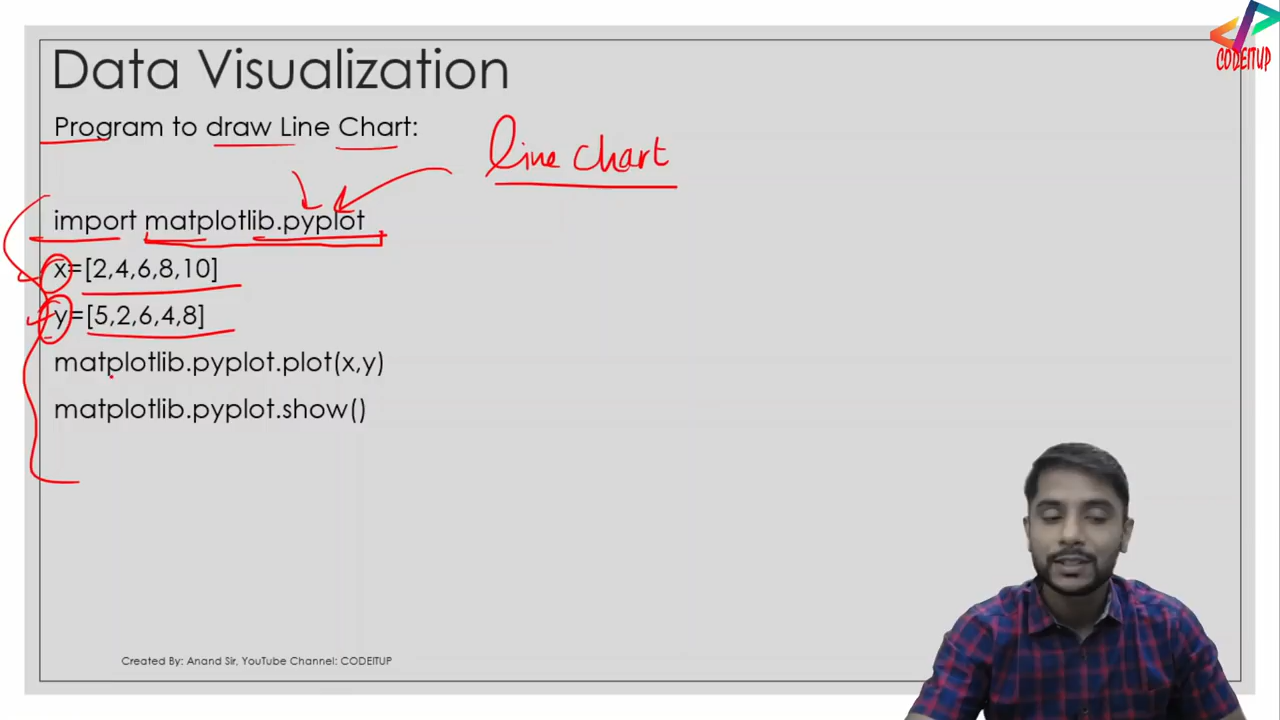 CODEITUP
Data Visualization
Program to draw Line Chart:
line chart
import matplotlib.pyplot
x=[2,4,6,8,10]
y=[5,2,6,4,8]
matplotlib.pyplot.plot(x,y)
matplotlib.pyplot.show()
Created By: Anand Sir, YouTube Channel: CODEITUP